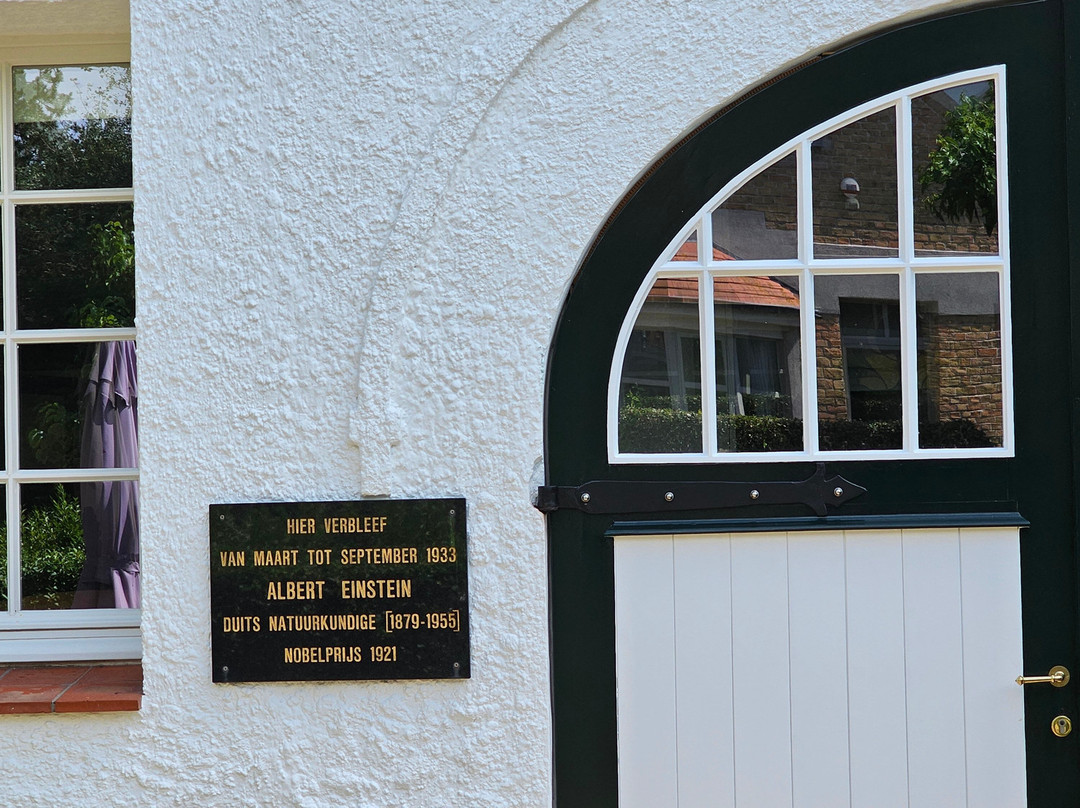 HIER VERBLEEF
VAN MAART TOT SEPTEMBER 1933
ALBERT EINSTEIN
DUITS NATUURKUNDIGE [1879-1955]
NOBELPRIJS 1921